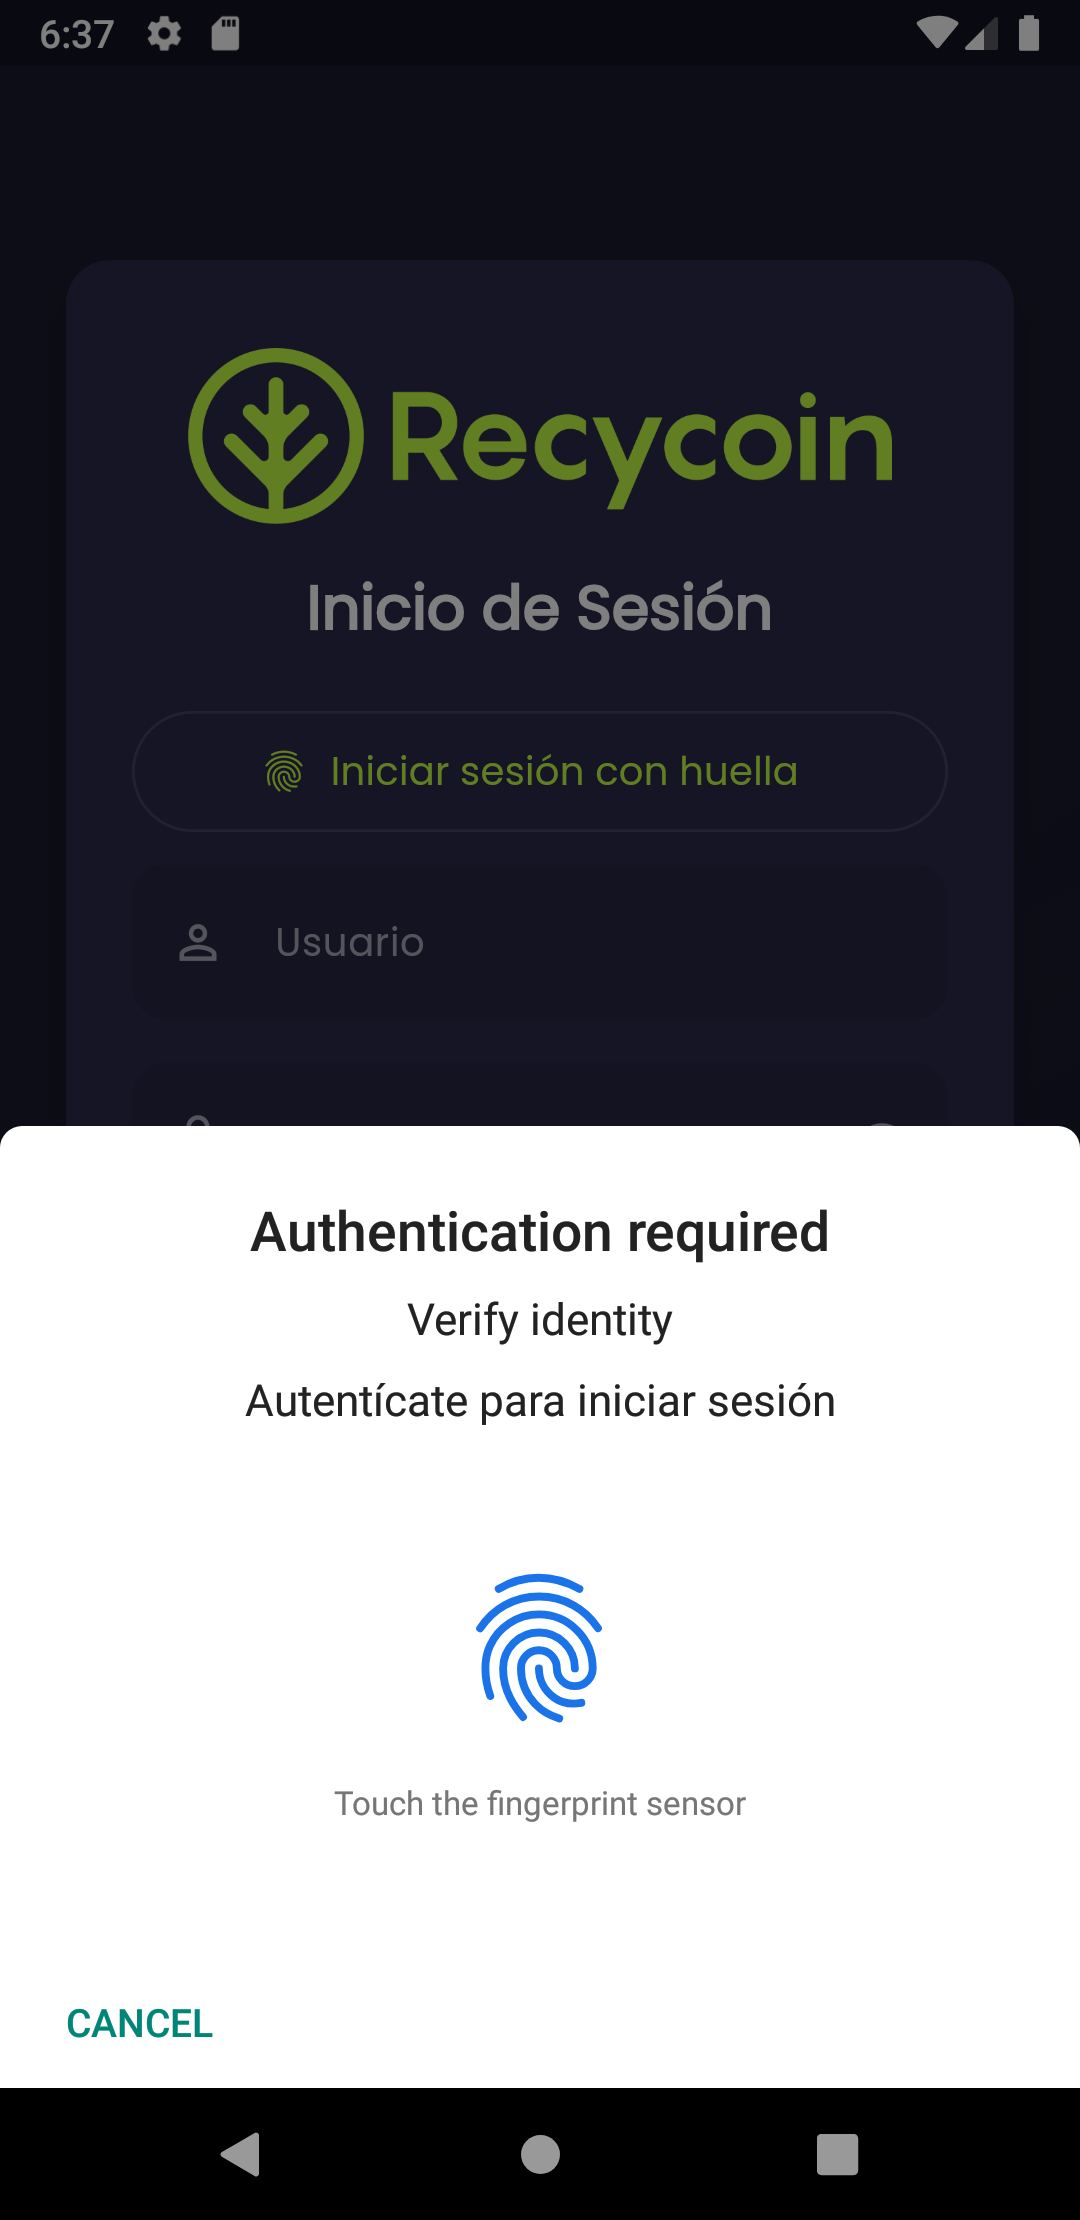 6:37
Recycoin
Inicio de Sesión
Iniciar sesión con huella
Usuario
Authentication required
Verify identity
Autentícate para iniciar sesión
Touch the fingerprint sensor
CANCEL